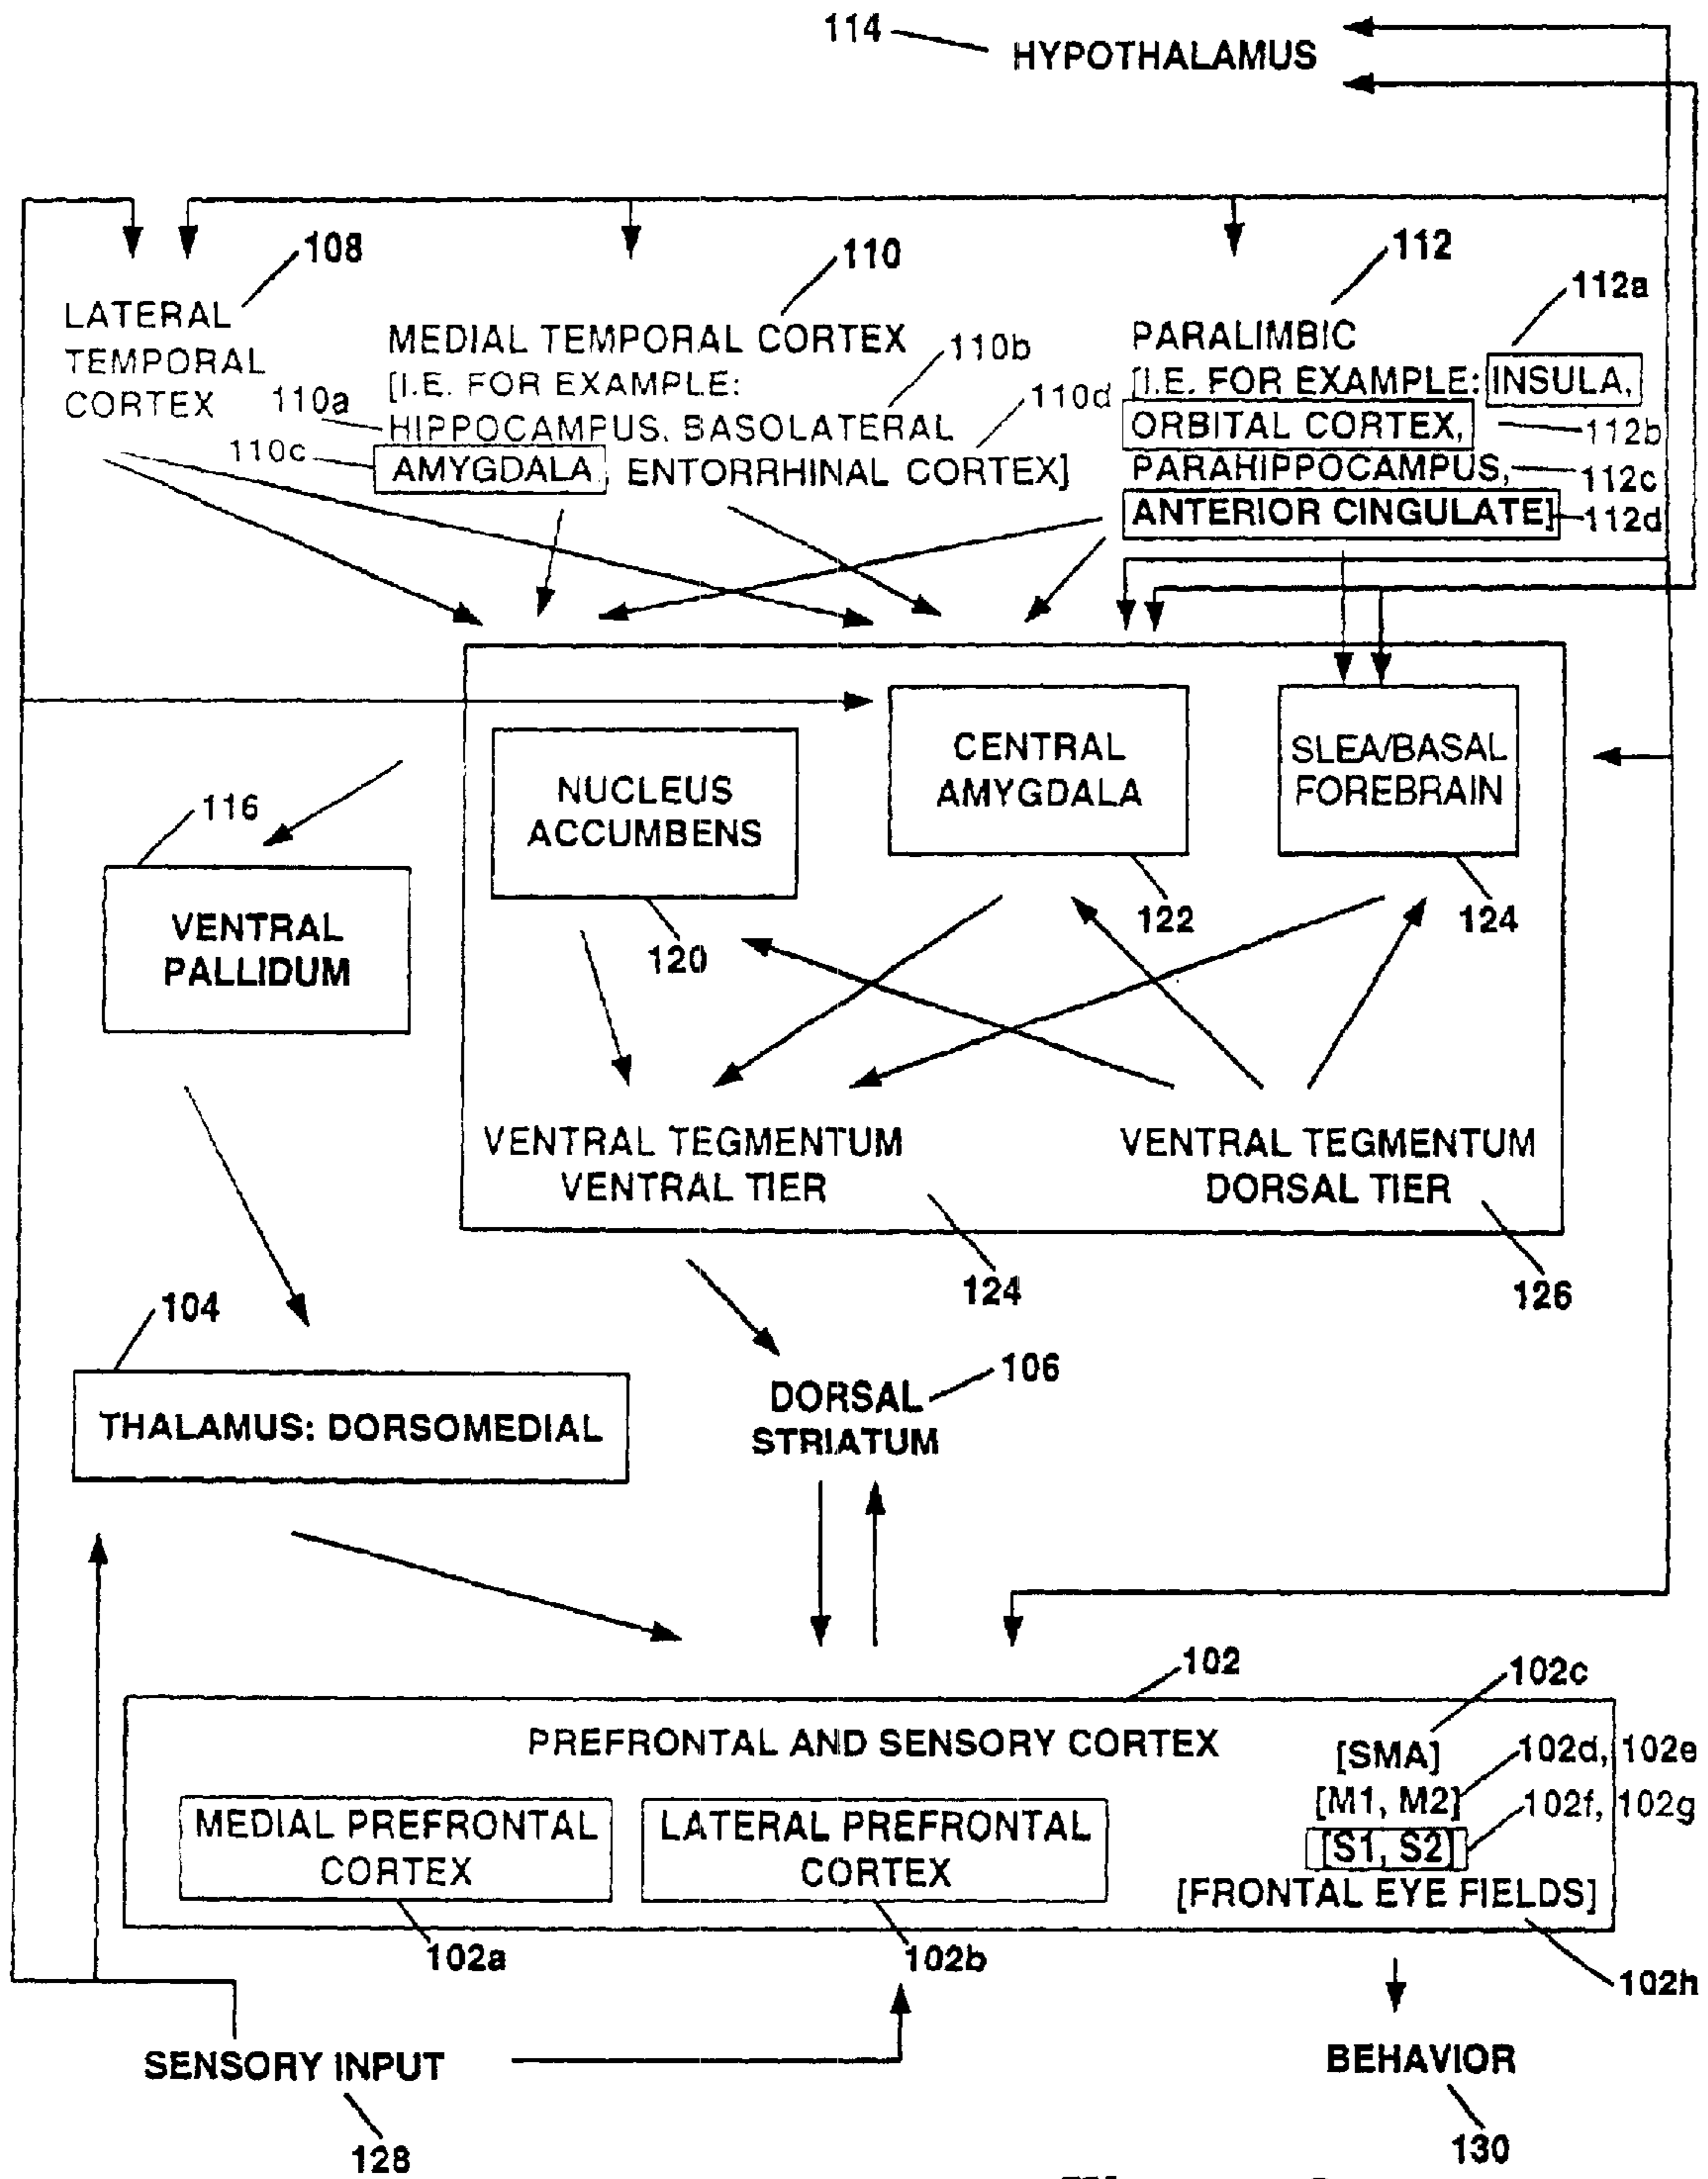 114
HYPOTHALAMUS
108
110
112
112a
LATERAL
TEMPORAL
CORTEX
MEDIAL TEMPORAL CORTEX
110b
[I.E. FOR EXAMPLE:
110a
110d
HIPPOCAMPUS, BASOLATERAL
110c
AMYGDALA, ENTORRHINAL CORTEX]
PARALIMBIC
[I.E. FOR EXAMPLE: INSULA,
ORBITAL CORTEX,
112b
PARAHIPPOCAMPUS,
112c
ANTERIOR CINGULATE]
112d
116
VENTRAL
PALLIDUM
NUCLEUS
ACCUMBENS
120
CENTRAL
AMYGDALA
122
SLEA/BASAL
FOREBRAIN
124
VENTRAL TEGMENTUM
VENTRAL TIER
124
VENTRAL TEGMENTUM
DORSAL TIER
126
104
THALAMUS: DORSOMEDIAL
106
DORSAL
STRIATUM
102
PREFRONTAL AND SENSORY CORTEX
102c
[SMA]
102d, 102e
[M1, M2]
102f, 102g
[S1, S2]
[FRONTAL EYE FIELDS]
102h
MEDIAL PREFRONTAL
CORTEX
102a
LATERAL PREFRONTAL
CORTEX
102b
SENSORY INPUT
128
BEHAVIOR
130